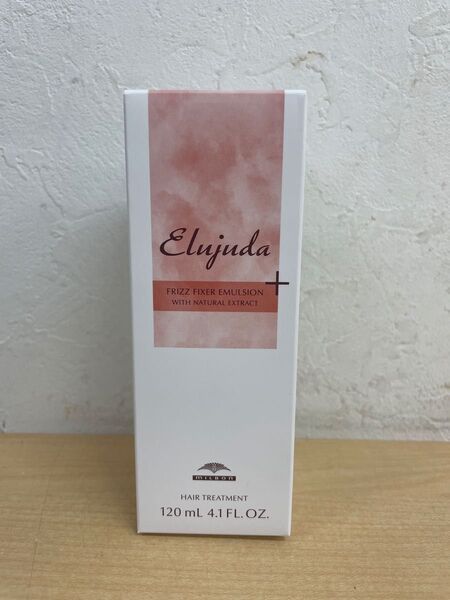 Elujuda
+
FRIZZ FIXER EMULSION
WITH NATURAL EXTRACT
MILBON
HAIR TREATMENT
120 mL 4.1 FL. OZ.